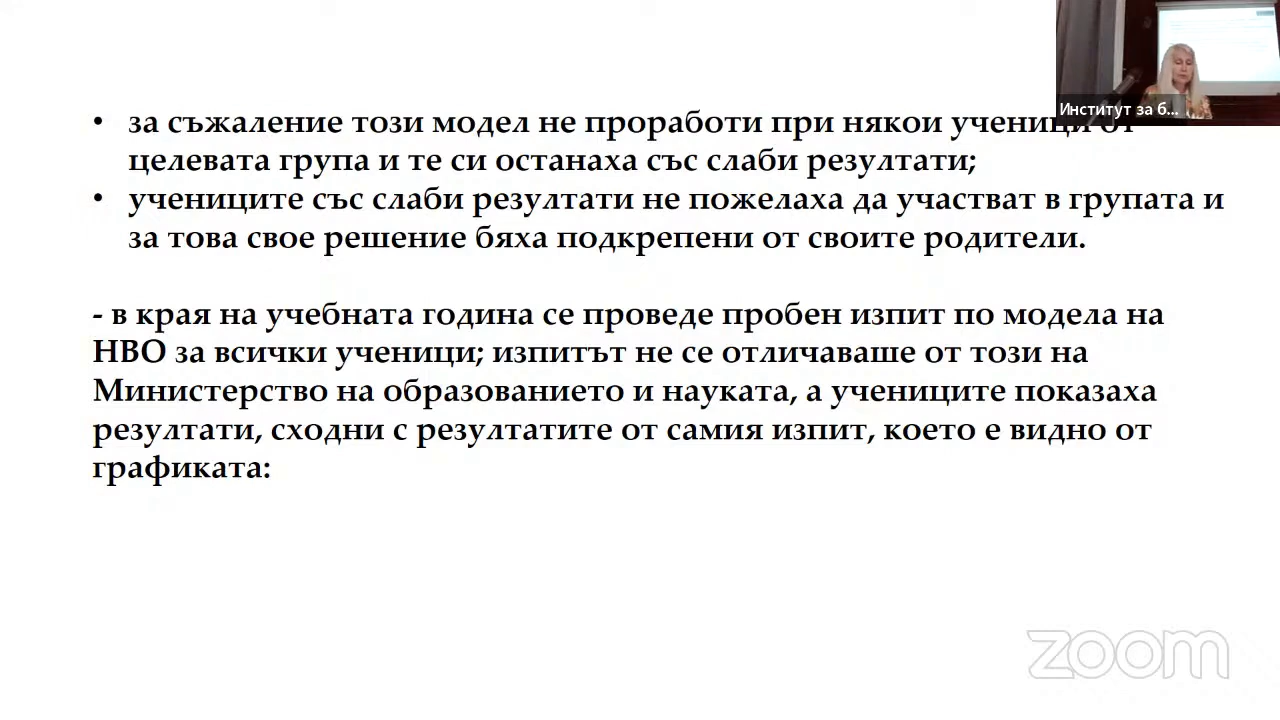 Институт за б...
• за съжаление този модел не проработи при някои ученици от
целевата група и те си останаха със слаби резултати;
• учениците със слаби резултати не пожелаха да участват в групата и
за това свое решение бяха подкрепени от своите родители.
- в края на учебната година се проведе пробен изпит по модела на
НВО за всички ученици; изпитът не се отличаваше от този на
Министерство на образованието и науката, а учениците показаха
резултати, сходни с резултатите от самия изпит, което е видно от
графиката:
zoom